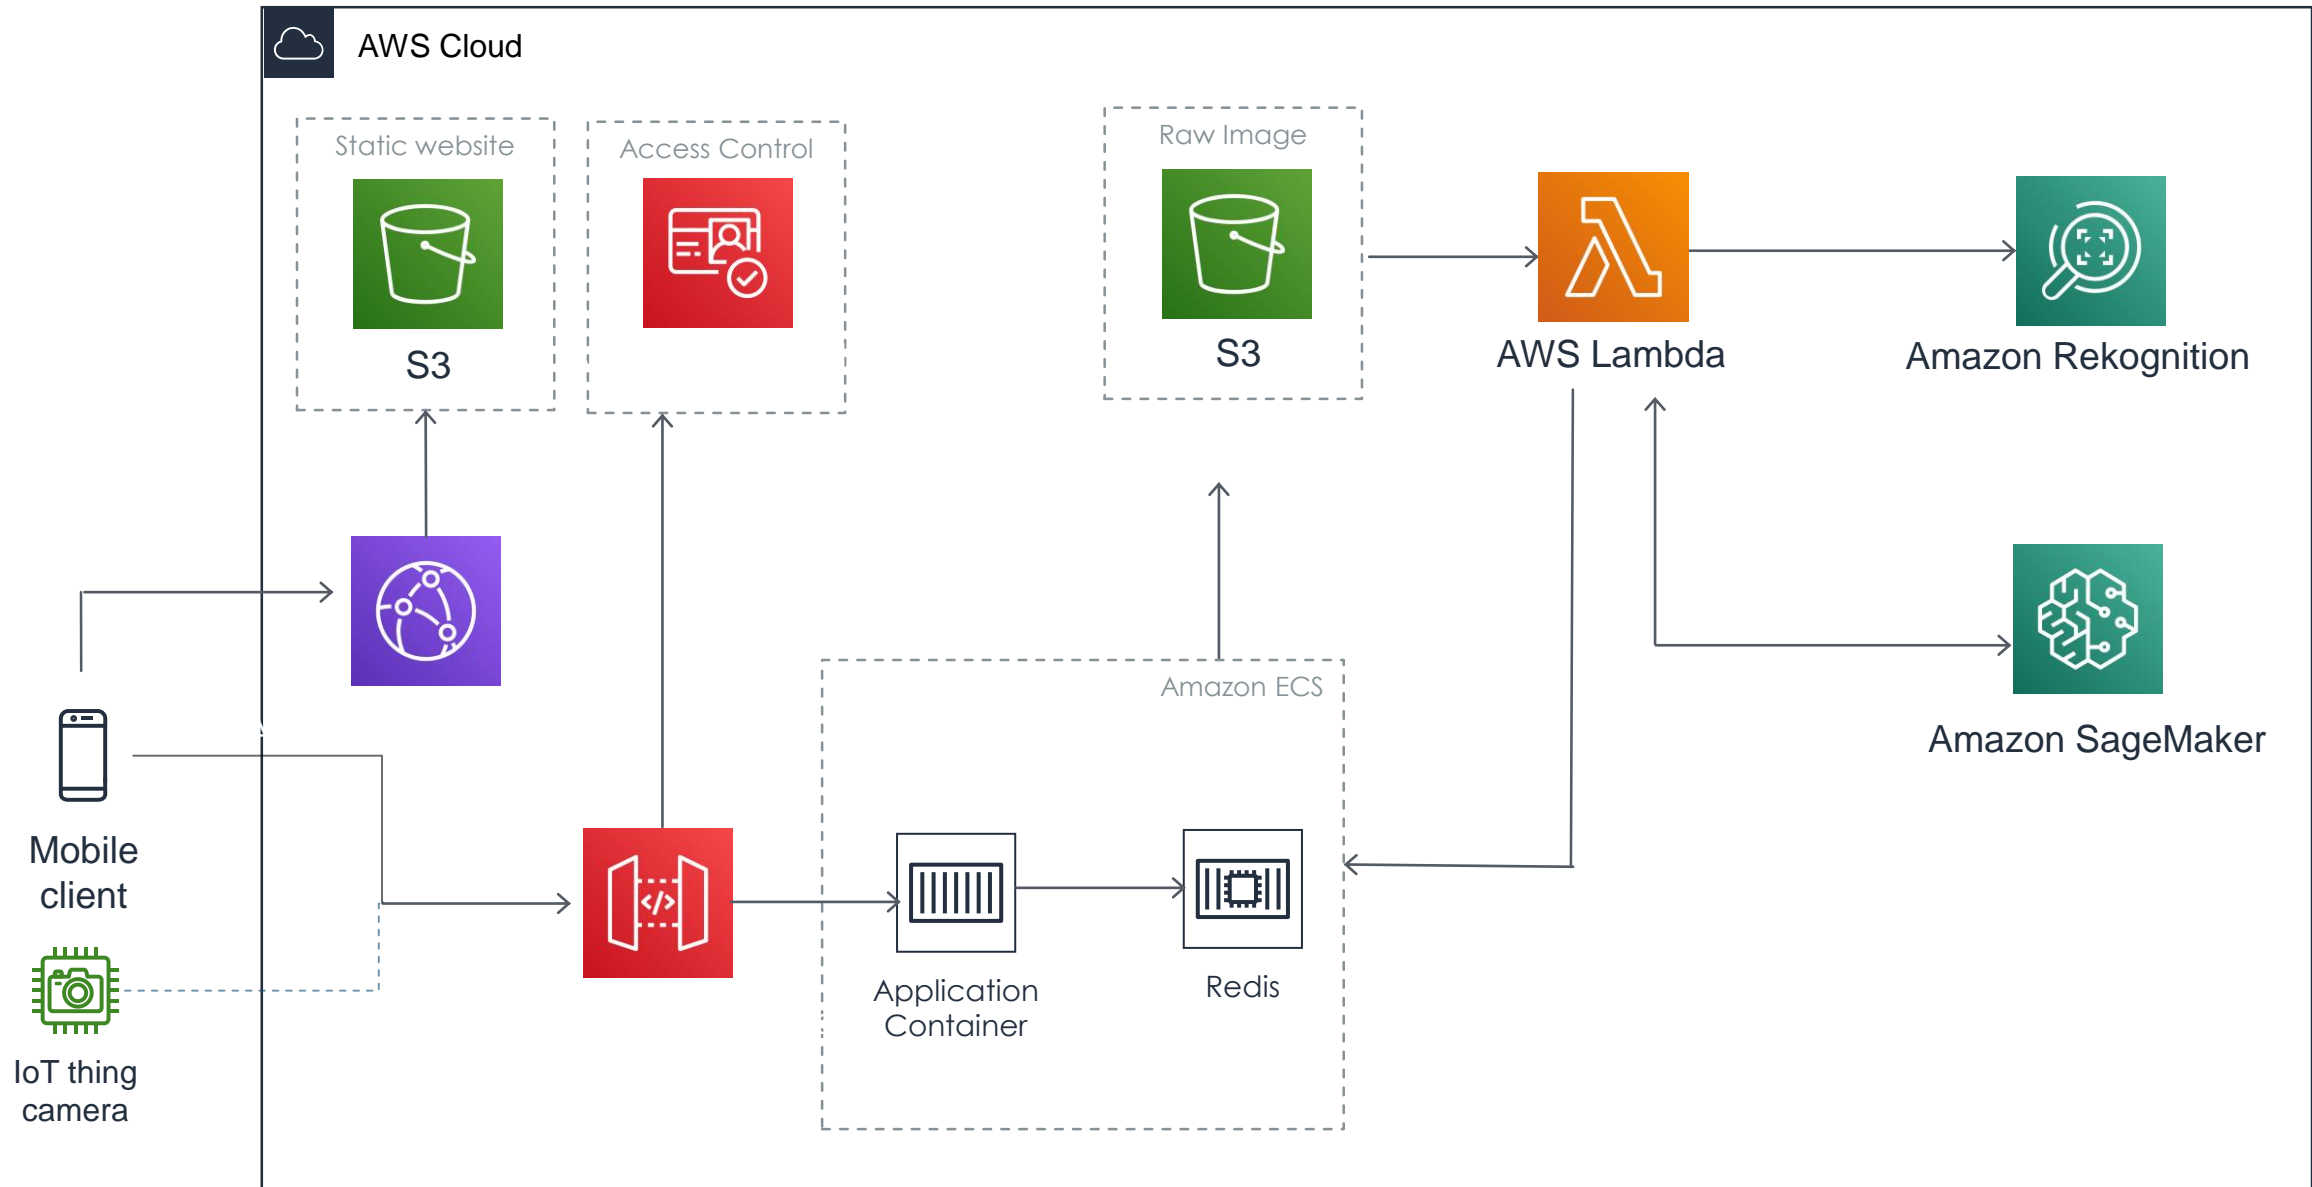 AWS Cloud
Static website
S3
Access Control
Raw Image
S3
AWS Lambda
Amazon Rekognition
Amazon SageMaker
Mobile
client
IoT thing
camera
Amazon ECS
</>
Application
Container
Redis